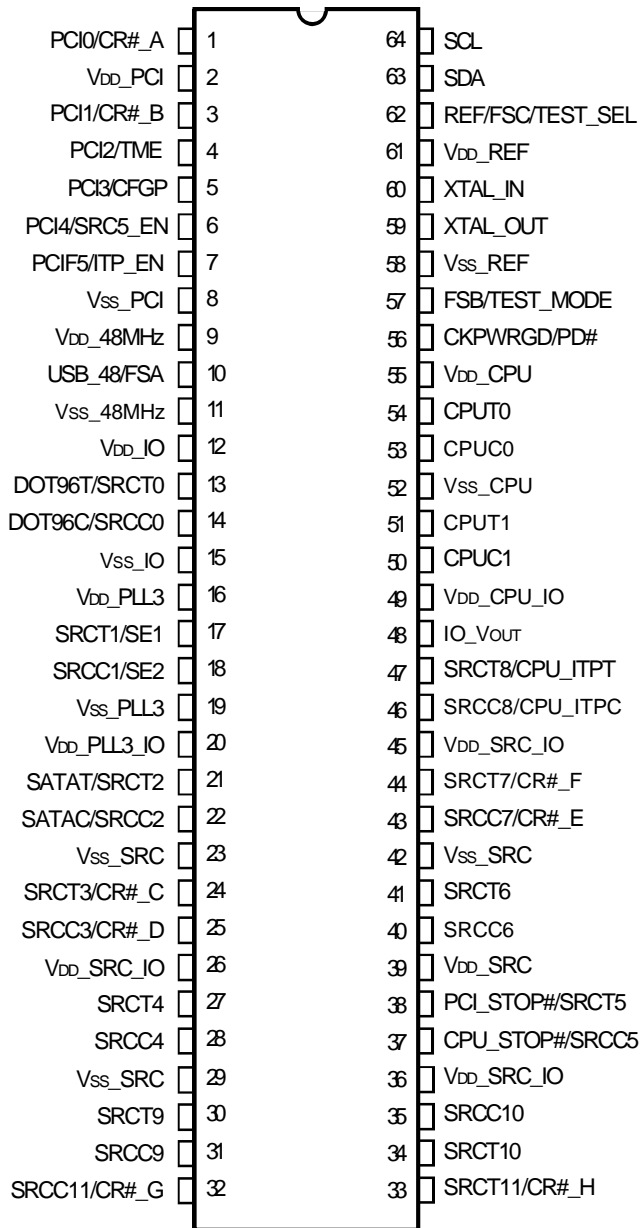 PCI0/CR#_A 1 64 SCL
VDD_PCI 2 63 SDA
PCI1/CR#_B 3 62 REF/FSC/TEST_SEL
PCI2/TME 4 61 VDD_REF
PCI3/CFGP 5 60 XTAL_IN
PCI4/SRC5_EN 6 59 XTAL_OUT
PCIF5/ITP_EN 7 58 VSS_REF
VSS_PCI 8 57 FSB/TEST_MODE
VDD_48MHz 9 56 CKPWRGD/PD#
USB_48/FSA 10 55 VDD_CPU
VSS_48MHz 11 54 CPUT0
VDD_IO 12 53 CPUC0
DOT96T/SRCT0 13 52 VSS_CPU
DOT96C/SRCC0 14 51 CPUT1
VSS_IO 15 50 CPUC1
VDD_PLL3 16 49 VDD_CPU_IO
SRCT1/SE1 17 48 IO_VOUT
SRCC1/SE2 18 47 SRCT8/CPU_ITPT
VSS_PLL3 19 46 SRCC8/CPU_ITPC
VDD_PLL3_IO 20 45 VDD_SRC_IO
SATAT/SRCT2 21 44 SRCT7/CR#_F
SATAC/SRCC2 22 43 SRCC7/CR#_E
VSS_SRC 23 42 VSS_SRC
SRCT3/CR#_C 24 41 SRCT6
SRCC3/CR#_D 25 40 SRCC6
VDD_SRC_IO 26 39 VDD_SRC
SRCT4 27 38 PCI_STOP#/SRCT5
SRCC4 28 37 CPU_STOP#/SRCC5
VSS_SRC 29 36 VDD_SRC_IO
SRCT9 30 35 SRCC10
SRCC9 31 34 SRCT10
SRCC11/CR#_G 32 33 SRCT11/CR#_H